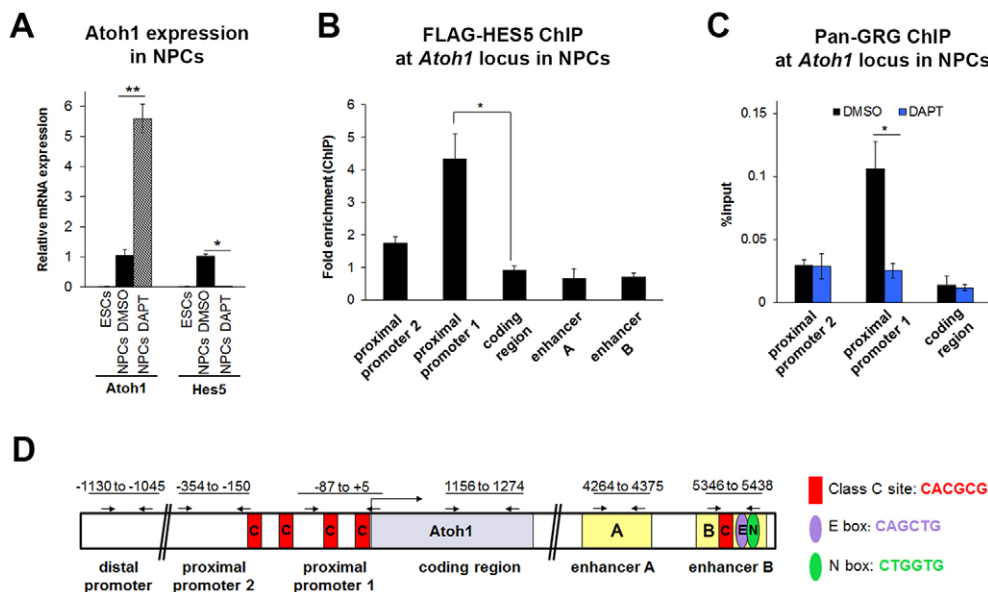 A
Atoh1 expression
in NPCs
Relative mRNA expression
6
5
4
3
2
1
0
**
*
ESCs
NPCs DMSO
NPCs DAPT
ESCs
NPCs DMSO
NPCs DAPT
Atoh1
Hes5
B
FLAG-HES5 ChIP
at Atoh1 locus in NPCs
Fold enrichment (ChIP)
6
5
4
3
2
1
0
*
proximal
promoter 2
proximal
promoter 1
coding
region
enhancer
A
enhancer
B
C
Pan-GRG ChIP
at Atoh1 locus in NPCs
DMSO DAPT
%input
0.15
0.1
0.05
0
*
proximal
promoter 2
proximal
promoter 1
coding
region
D
-1130 to -1045 -354 to -150 -87 to +5 1156 to 1274 4264 to 4375 5346 to 5438
C C C C Atoh1 A B C E N
distal
promoter
proximal
promoter 2
proximal
promoter 1
coding region
enhancer A
enhancer B
Class C site: CACGCG
E box: CAGCTG
N box: CTGGTG